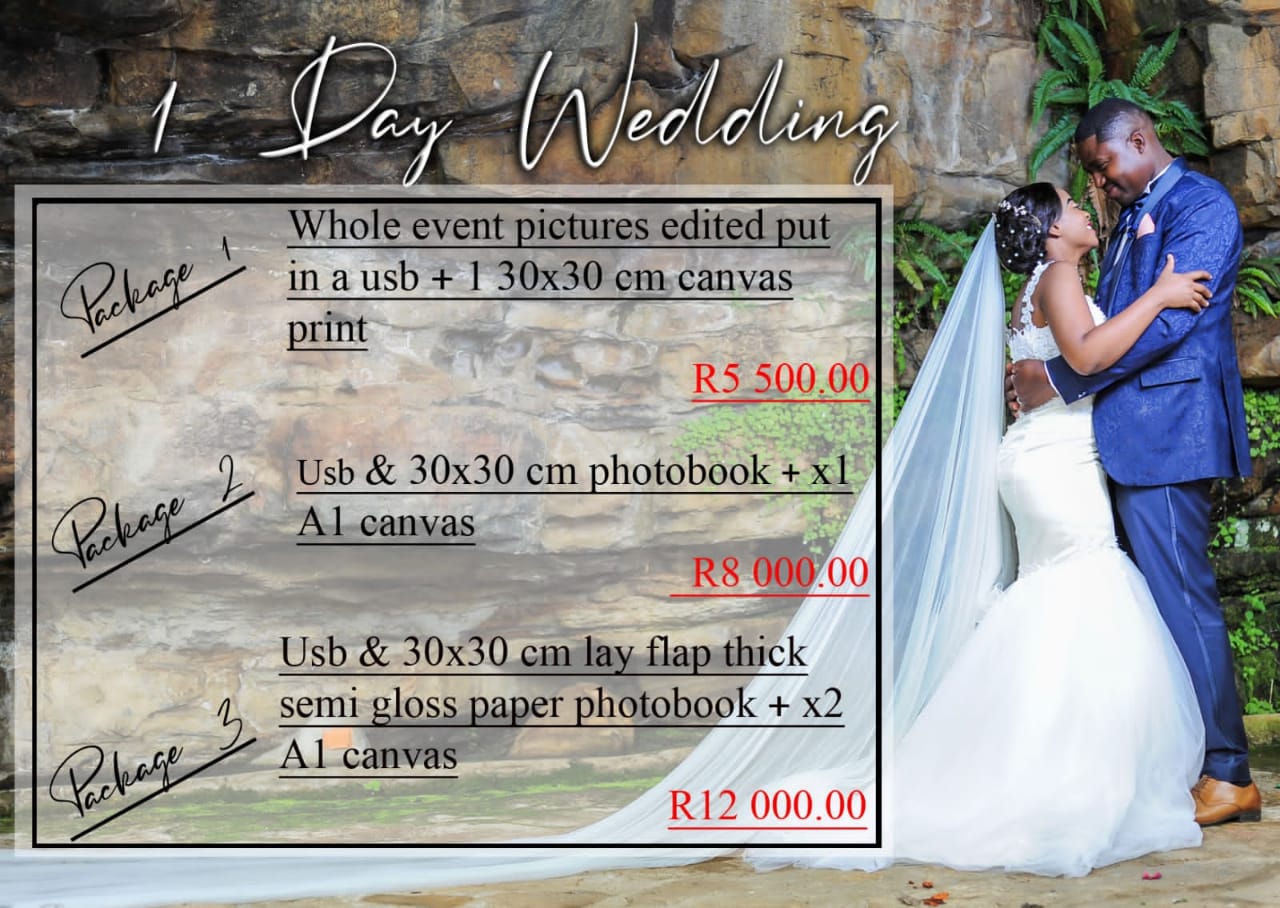 1 Day Wedding
Package 1
Whole event pictures edited put
in a usb + 1 30x30 cm canvas
print
R5 500.00
Package 2
Usb & 30x30 cm photobook + x1
A1 canvas
R8 000.00
Package 3
Usb & 30x30 cm lay flap thick
semi gloss paper photobook + x2
A1 canvas
R12 000.00